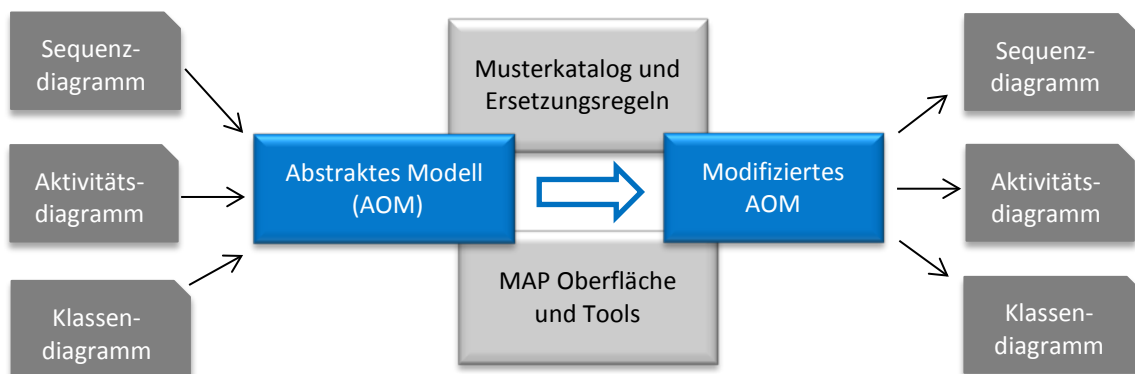 Sequenz-
diagramm
Aktivitäts-
diagramm
Klassen-
diagramm
Abstraktes Modell
(AOM)
Musterkatalog und
Ersetzungsregeln
MAP Oberfläche
und Tools
Modifiziertes
AOM
Sequenz-
diagramm
Aktivitäts-
diagramm
Klassen-
diagramm